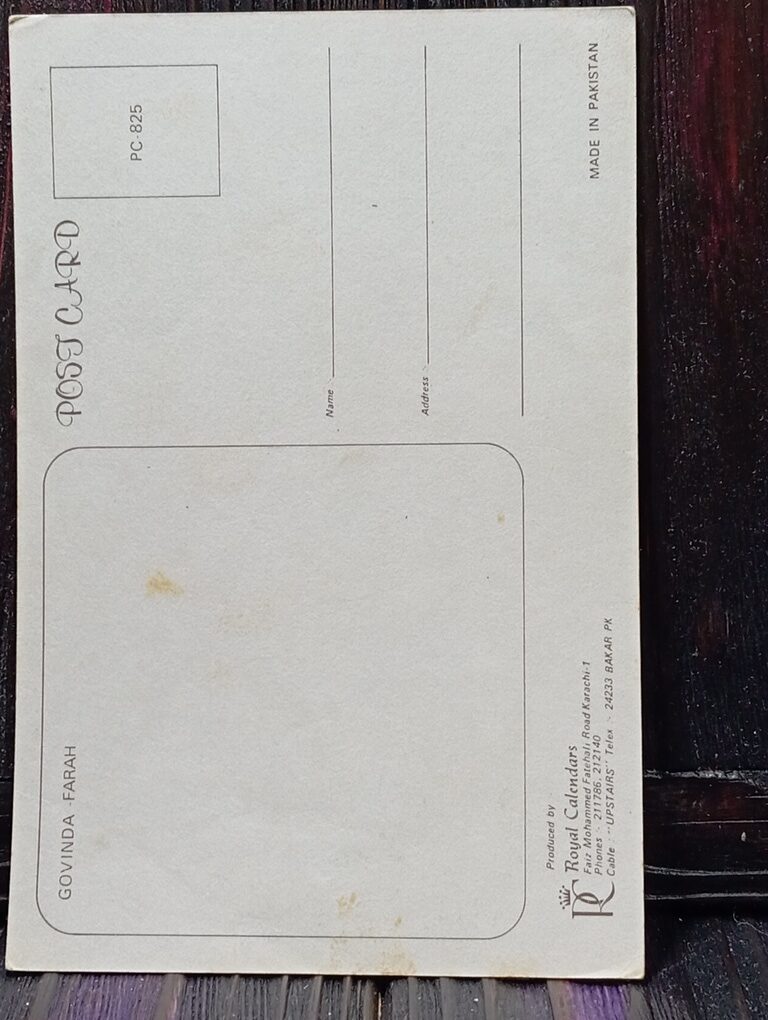 GOVINDA - FARAH
POST CARD
PC-825
Name
Address :-
Produced by
RC Royal Calendars
Faiz Mohammed Fatehali Road Karachi-1
Phones :- 211786, 212140
Cable : "UPSTAIRS" Telex :- 24233 BAKAR PK
MADE IN PAKISTAN